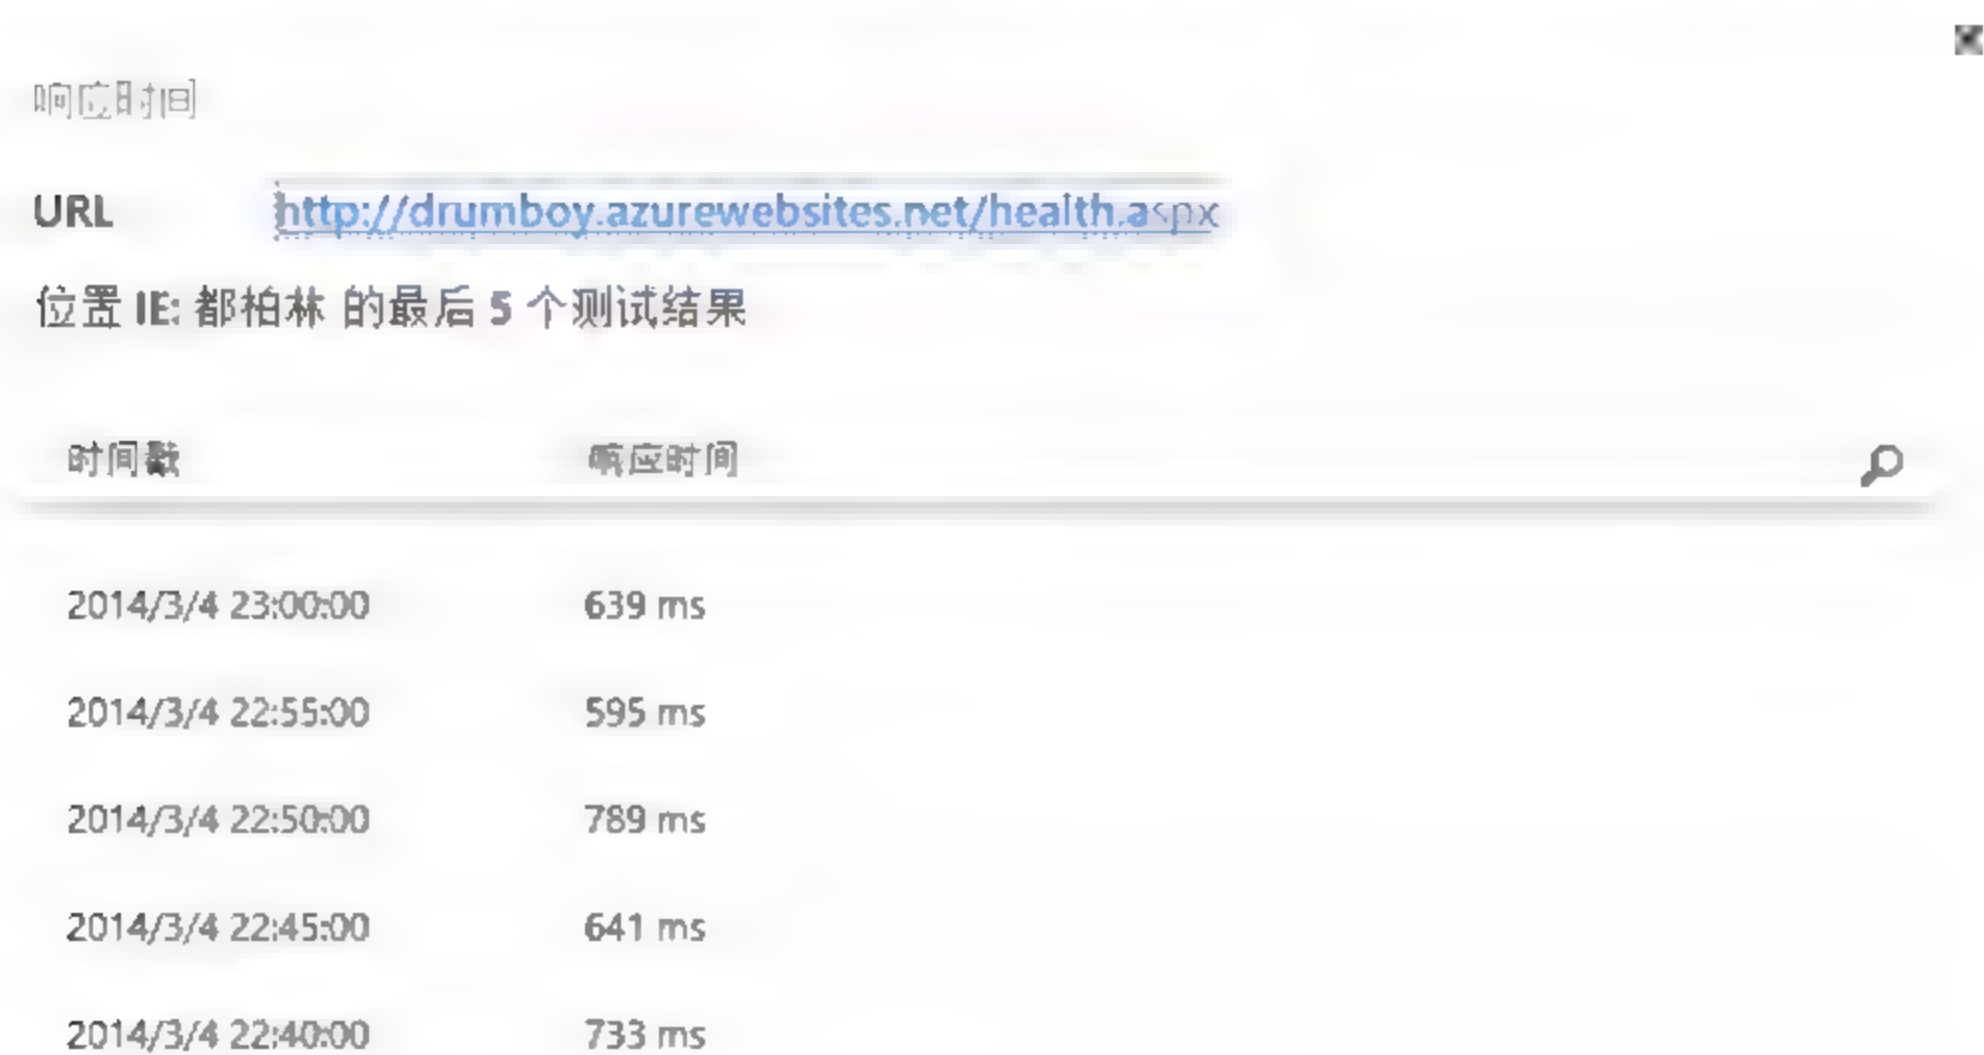 响应时间
URL http://drumboy.azurewebsites.net/health.aspx
位置 IE: 都柏林 的最后 5 个测试结果
时间戳 响应时间
2014/3/4 23:00:00 639 ms
2014/3/4 22:55:00 595 ms
2014/3/4 22:50:00 789 ms
2014/3/4 22:45:00 641 ms
2014/3/4 22:40:00 733 ms